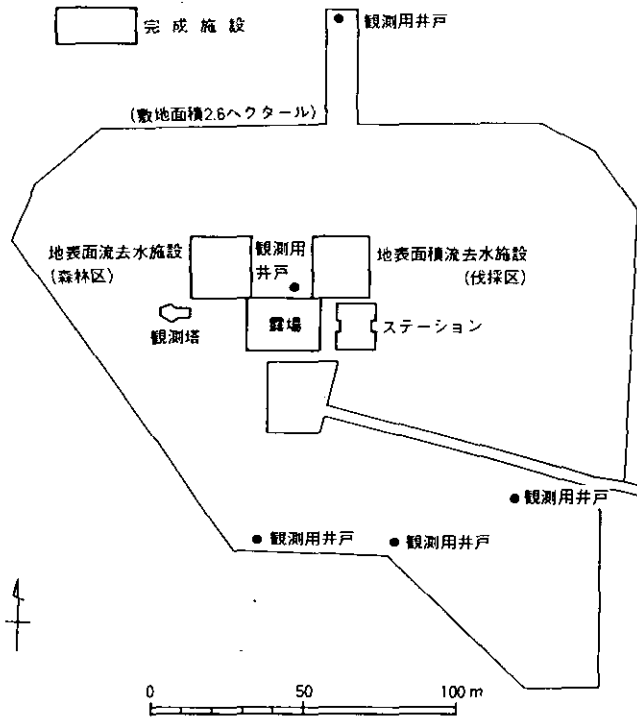 完成施設
観測用井戸
(敷地面積2.6ヘクタール)
地表面流去水施設
(森林区)
観測用
井戸
地表面積流去水施設
(伐採区)
観測塔
露場
ステーション
観測用井戸
観測用井戸
観測用井戸
0 50 100 m